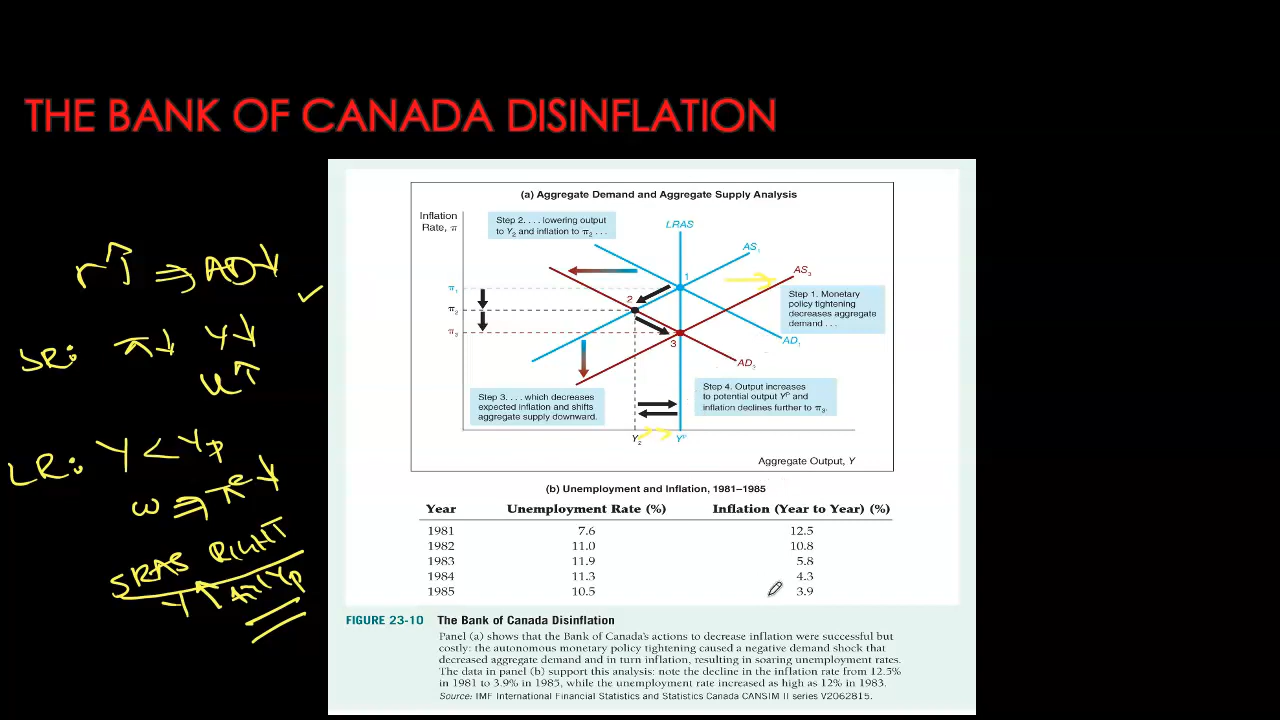 THE BANK OF CANADA DISINFLATION
r↑ ⇒ AD↓
✓
SR: π↓ Y↓
u↑
LR: Y < Yp
w ⇒ πe↓
SRAS RIGHT
Y↑ Yp
(a) Aggregate Demand and Aggregate Supply Analysis
Inflation
Rate, π
Step 2. . . . lowering output
to Y2 and inflation to π2 . . .
LRAS
AS1
AS3
1
π1
2
π2
π3
3
Step 1. Monetary
policy tightening
decreases aggregate
demand . . .
AD1
AD3
Step 3. . . . which decreases
expected inflation and shifts
aggregate supply downward.
Step 4. Output increases
to potential output YP and
inflation declines further to π3.
Y2
YP
Aggregate Output, Y
(b) Unemployment and Inflation, 1981–1985
Year Unemployment Rate (%) Inflation (Year to Year) (%)
1981 7.6 12.5
1982 11.0 10.8
1983 11.9 5.8
1984 11.3 4.3
1985 10.5 3.9
FIGURE 23-10 The Bank of Canada Disinflation
Panel (a) shows that the Bank of Canada's actions to decrease inflation were successful but
costly: the autonomous monetary policy tightening caused a negative demand shock that
decreased aggregate demand and in turn inflation, resulting in soaring unemployment rates.
The data in panel (b) support this analysis: note the decline in the inflation rate from 12.5%
in 1981 to 3.9% in 1985, while the unemployment rate increased as high as 12% in 1983.
Source: IMF International Financial Statistics and Statistics Canada CANSIM II series V2062815.